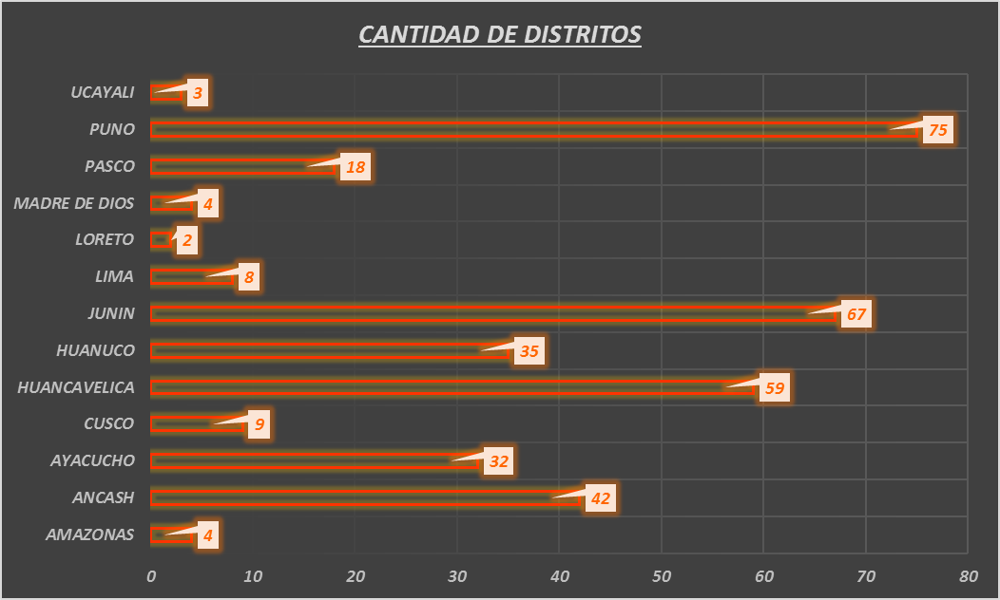 CANTIDAD DE DISTRITOS
UCAYALI 3
PUNO 75
PASCO 18
MADRE DE DIOS 4
LORETO 2
LIMA 8
JUNIN 67
HUANUCO 35
HUANCAVELICA 59
CUSCO 9
AYACUCHO 32
ANCASH 42
AMAZONAS 4
0 10 20 30 40 50 60 70 80